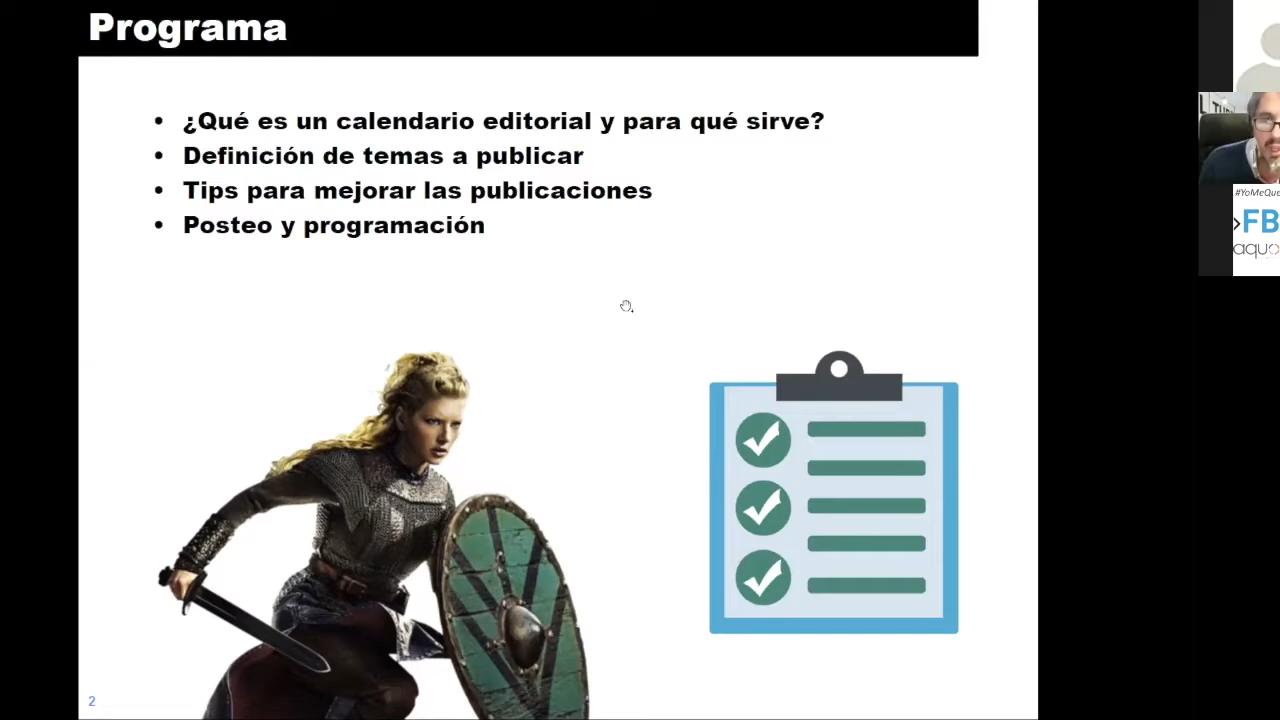 Programa
• ¿Qué es un calendario editorial y para qué sirve?
• Definición de temas a publicar
• Tips para mejorar las publicaciones
• Posteo y programación
#YoMeQue
FB
aquo
2